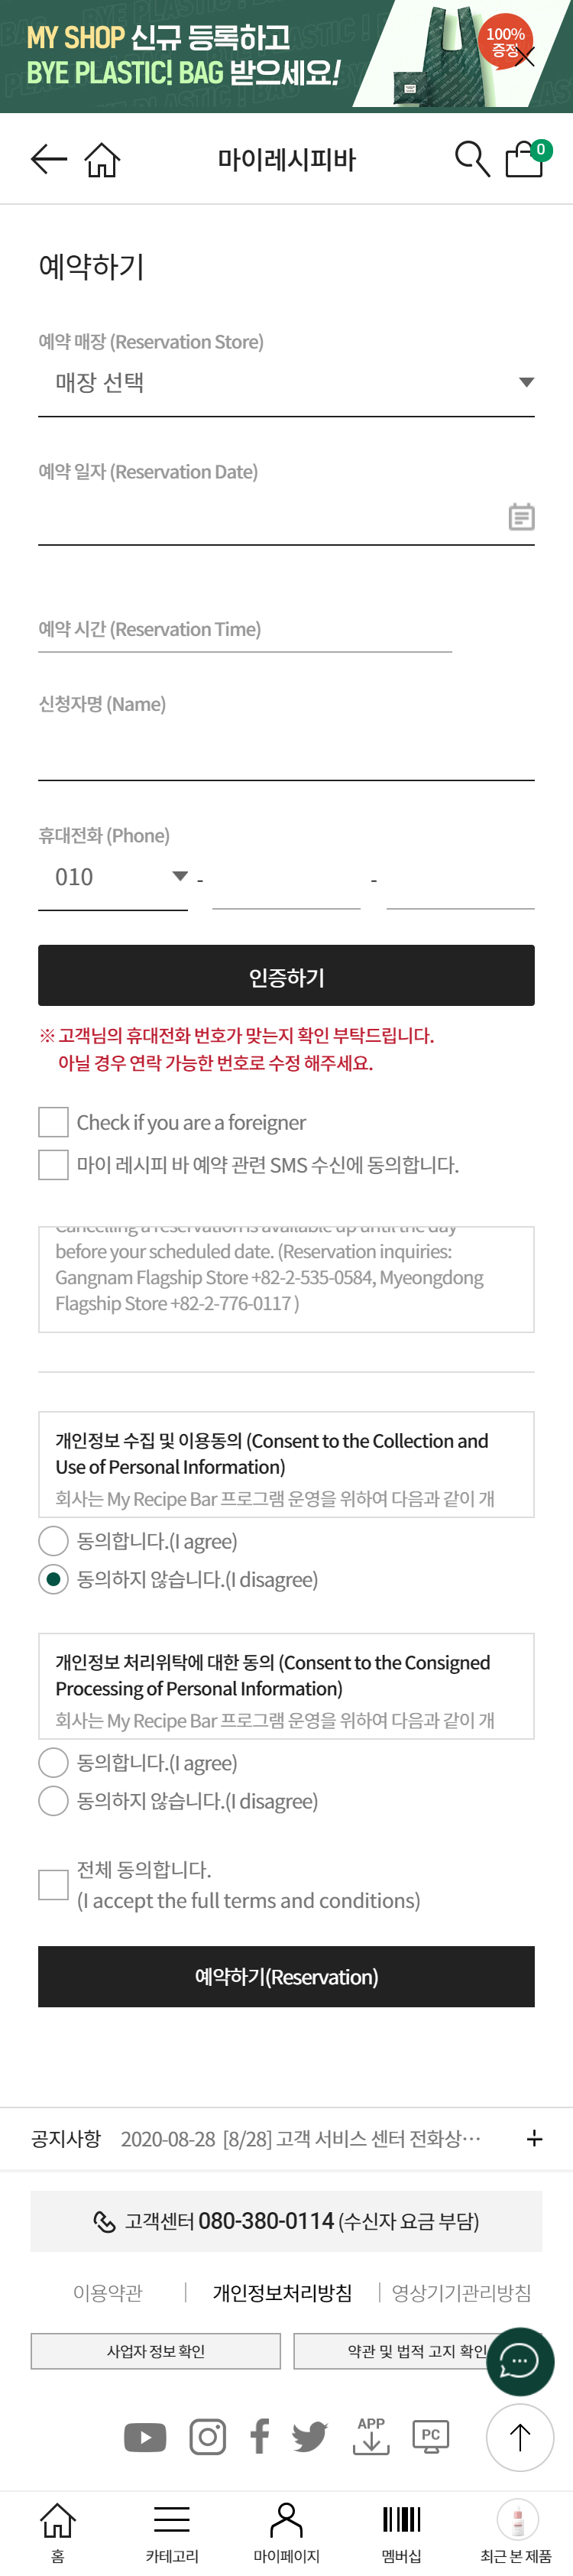 MY SHOP 신규 등록하고
BYE PLASTIC! BAG 받으세요!
100%
증정
마이레시피바
0
예약하기
예약 매장 (Reservation Store)
매장 선택
예약 일자 (Reservation Date)
예약 시간 (Reservation Time)
신청자명 (Name)
휴대전화 (Phone)
010 - -
인증하기
※ 고객님의 휴대전화 번호가 맞는지 확인 부탁드립니다.
아닐 경우 연락 가능한 번호로 수정 해주세요.
Check if you are a foreigner
마이 레시피 바 예약 관련 SMS 수신에 동의합니다.
Cancelling a reservation is available up until the day
before your scheduled date. (Reservation inquiries:
Gangnam Flagship Store +82-2-535-0584, Myeongdong
Flagship Store +82-2-776-0117 )
개인정보 수집 및 이용동의 (Consent to the Collection and
Use of Personal Information)
회사는 My Recipe Bar 프로그램 운영을 위하여 다음과 같이 개
동의합니다.(I agree)
동의하지 않습니다.(I disagree)
개인정보 처리위탁에 대한 동의 (Consent to the Consigned
Processing of Personal Information)
회사는 My Recipe Bar 프로그램 운영을 위하여 다음과 같이 개
동의합니다.(I agree)
동의하지 않습니다.(I disagree)
전체 동의합니다.
(I accept the full terms and conditions)
예약하기(Reservation)
공지사항 2020-08-28 [8/28] 고객 서비스 센터 전화상…
고객센터 080-380-0114 (수신자 요금 부담)
이용약관 | 개인정보처리방침 | 영상기기관리방침
사업자 정보 확인
약관 및 법적 고지 확인
APP
PC
홈
카테고리
마이페이지
멤버십
최근 본 제품